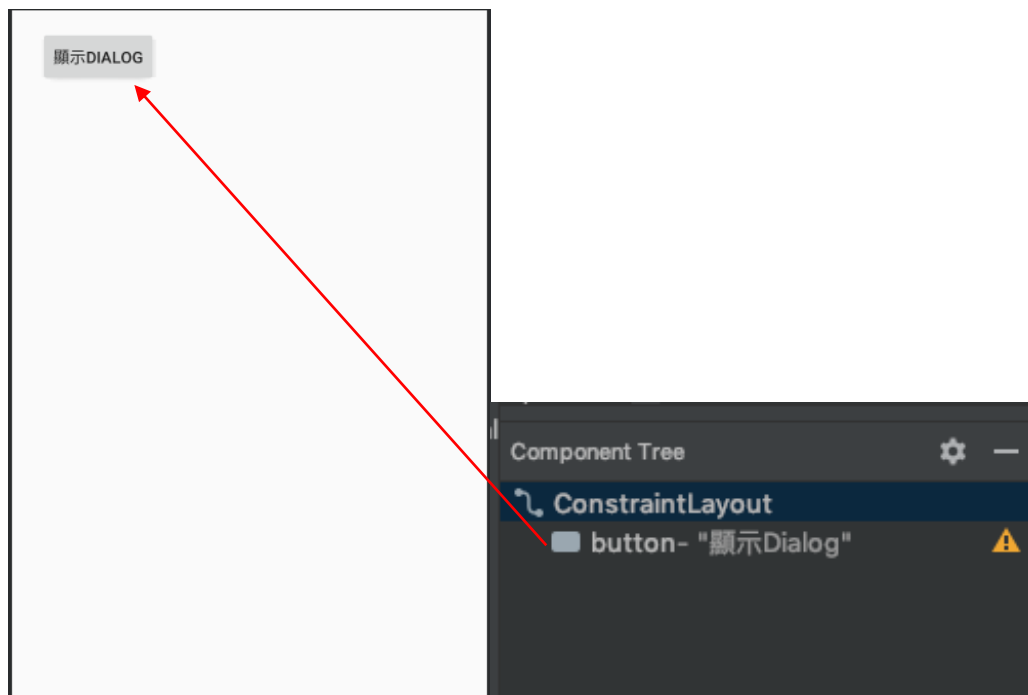 顯示DIALOG
Component Tree
ConstraintLayout
button- "顯示Dialog"